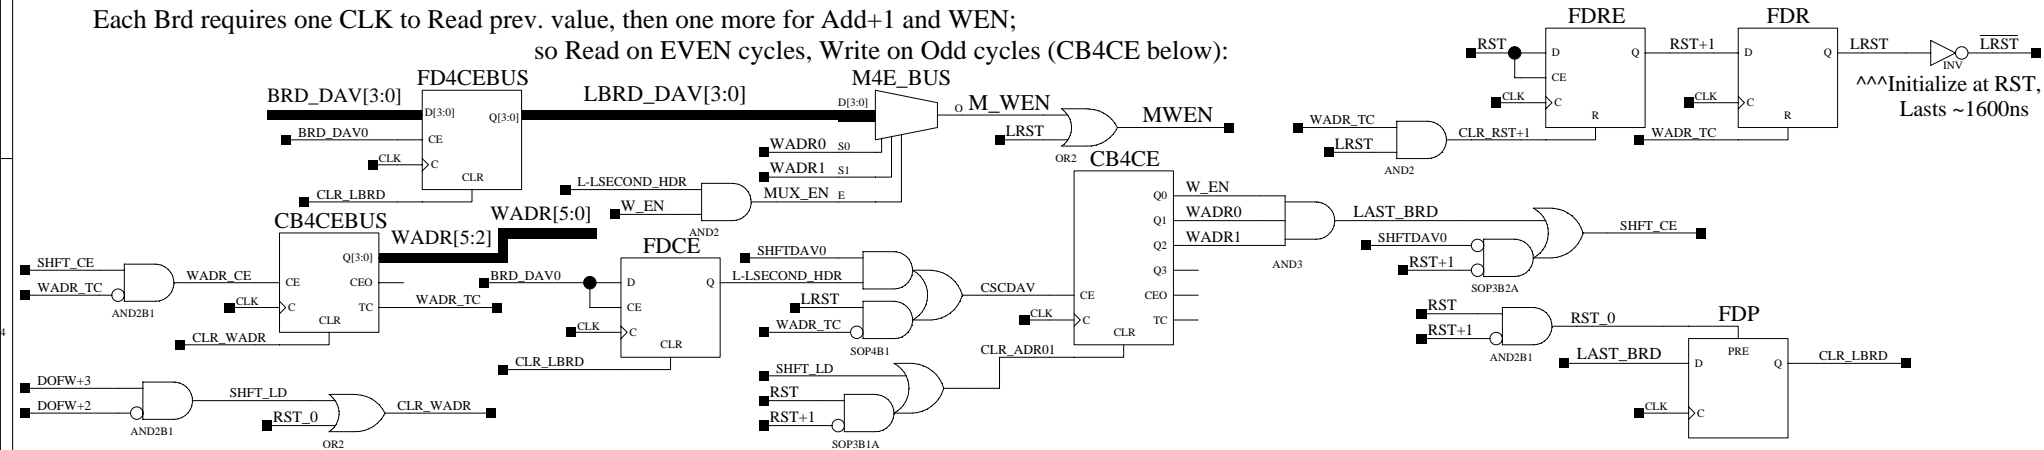 Each Brd requires one CLK to Read prev. value, then one more for Add+1 and WEN;
so Read on EVEN cycles, Write on Odd cycles (CB4CE below):
FD4CEBUS
BRD_DAV[3:0]
D[3:0]
Q[3:0]
LBRD_DAV[3:0]
BRD_DAV0
CE
CLK
C
CLR
CLR_LBRD
M4E_BUS
D[3:0]
O
M_WEN
WADR0
S0
WADR1
S1
MUX_EN
E
L-LSECOND_HDR
W_EN
AND2
LRST
OR2
MWEN
FDRE
RST
D
Q
CE
CLK
C
R
RST+1
FDR
D
Q
CLK
C
R
WADR_TC
LRST
INV
LRST
^^^Initialize at RST,
Lasts ~1600ns
WADR_TC
LRST
AND2
CLR_RST+1
CB4CEBUS
SHFT_CE
WADR_TC
AND2B1
WADR_CE
Q[3:0]
CE
CEO
CLK
C
TC
CLR
CLR_WADR
WADR[5:2]
WADR[5:0]
WADR_TC
FDCE
BRD_DAV0
D
Q
CE
CLK
C
CLR
CLR_LBRD
SHFTDAV0
L-LSECOND_HDR
LRST
WADR_TC
SOP4B1
CSCDAV
CB4CE
Q0
Q1
Q2
Q3
CE
CEO
CLK
C
TC
CLR
CLR_ADR01
W_EN
WADR0
WADR1
AND3
LAST_BRD
SHFTDAV0
RST+1
SOP3B2A
SHFT_CE
SHFT_LD
RST
RST+1
SOP3B1A
DOFW+3
DOFW+2
AND2B1
SHFT_LD
RST_0
OR2
CLR_WADR
RST
RST+1
AND2B1
RST_0
FDP
PRE
LAST_BRD
D
Q
CLR_LBRD
CLK
C
4